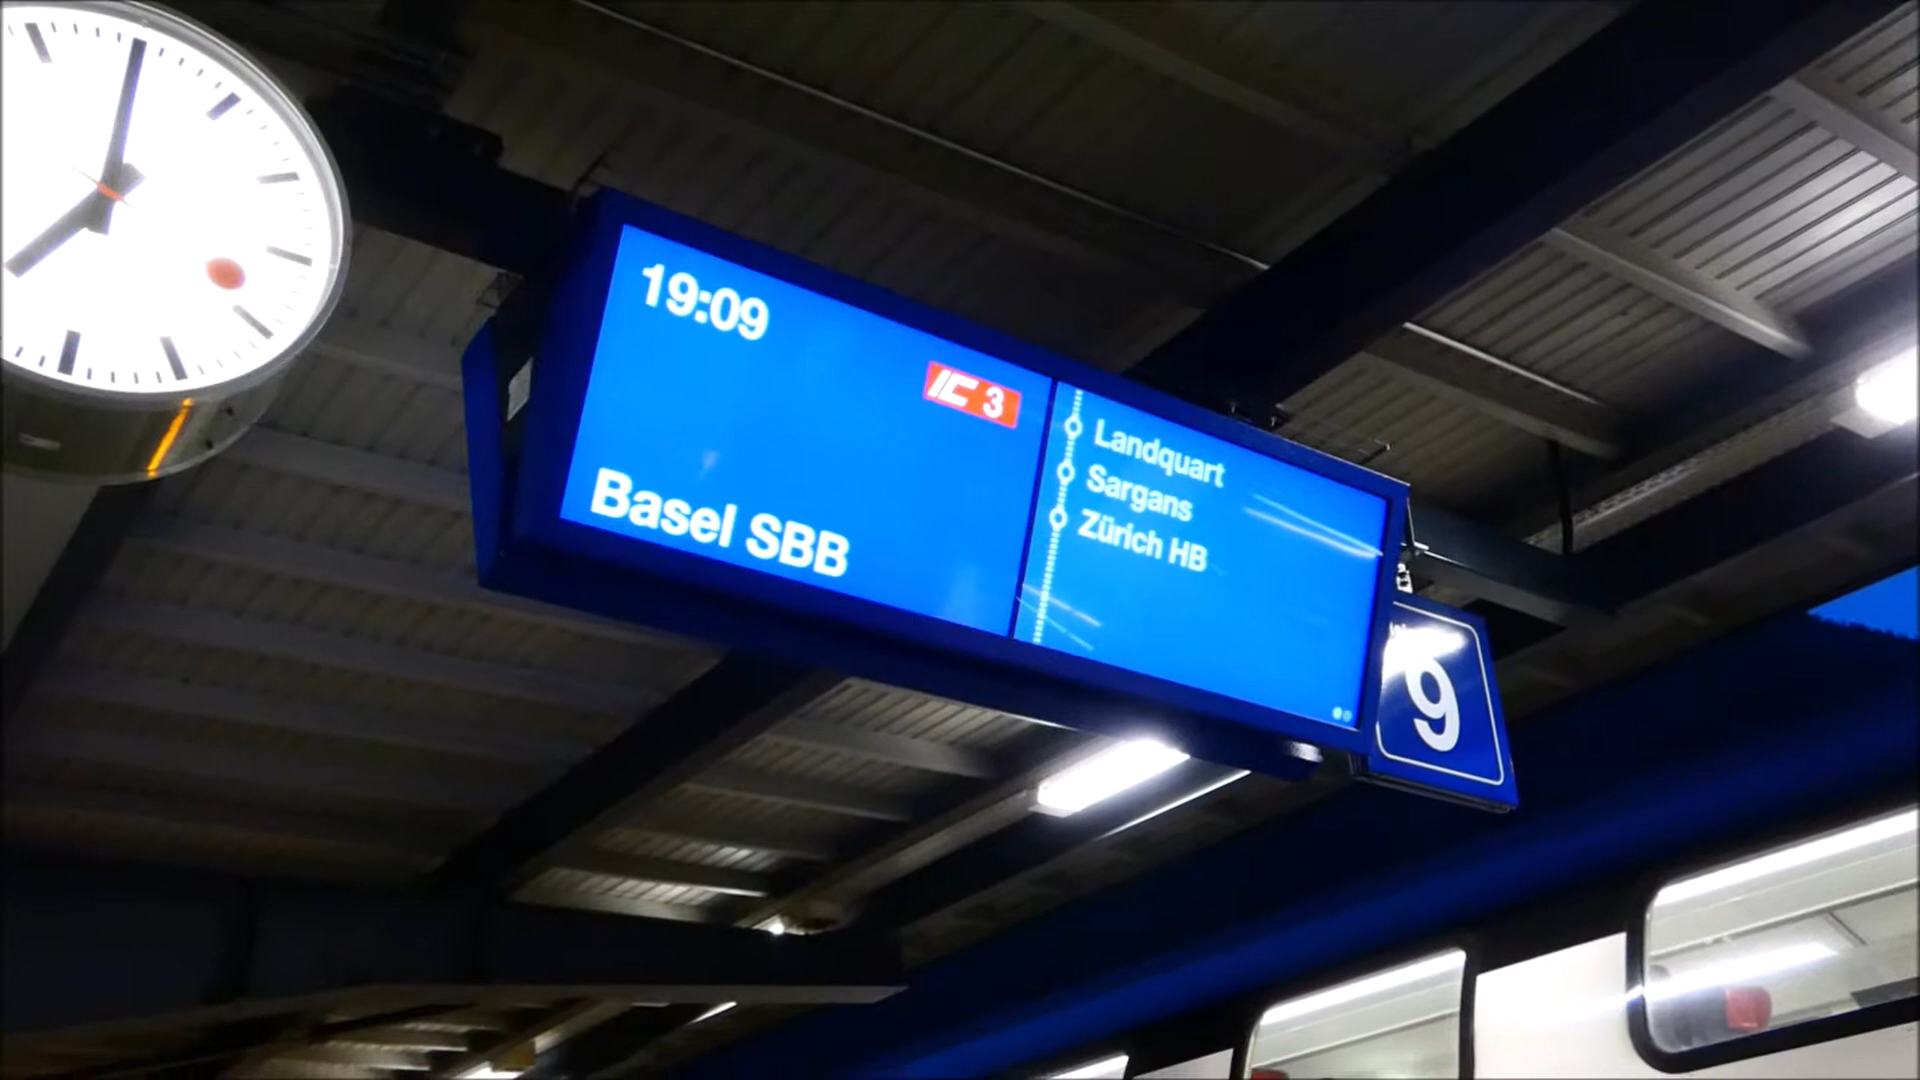 19:09
IC 3
Basel SBB
Landquart
Sargans
Zürich HB
9